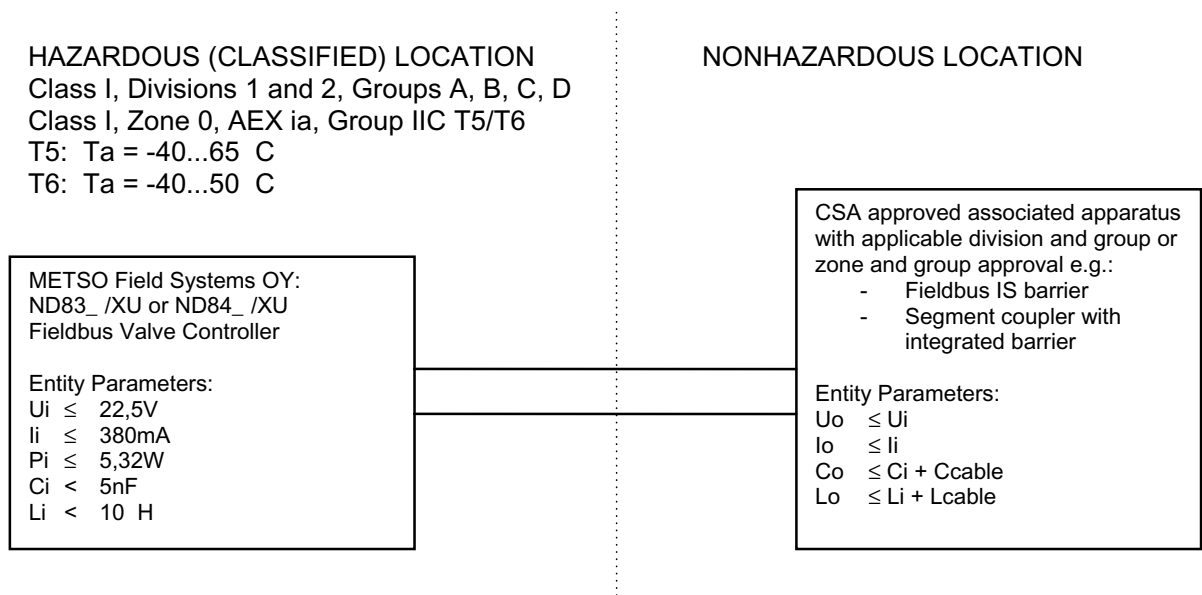 HAZARDOUS (CLASSIFIED) LOCATION
Class I, Divisions 1 and 2, Groups A, B, C, D
Class I, Zone 0, AEX ia, Group IIC T5/T6
T5: Ta = -40...65 C
T6: Ta = -40...50 C
METSO Field Systems OY:
ND83_ /XU or ND84_ /XU
Fieldbus Valve Controller
Entity Parameters:
Ui ≤ 22,5V
Ii ≤ 380mA
Pi ≤ 5,32W
Ci < 5nF
Li < 10 H
NONHAZARDOUS LOCATION
CSA approved associated apparatus
with applicable division and group or
zone and group approval e.g.:
- Fieldbus IS barrier
- Segment coupler with
integrated barrier
Entity Parameters:
Uo ≤ Ui
Io ≤ Ii
Co ≤ Ci + Ccable
Lo ≤ Li + Lcable